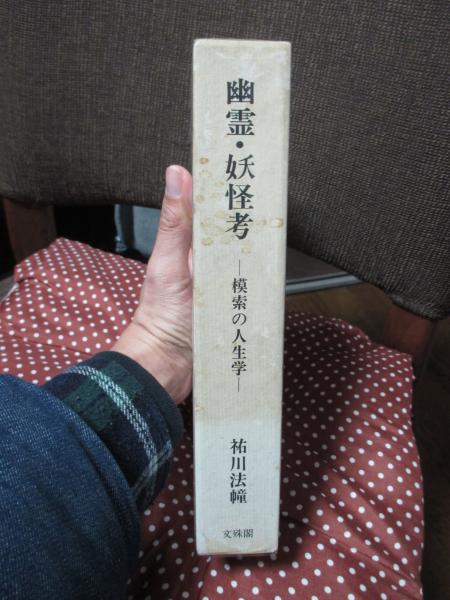 幽霊・妖怪考
―模索の人生学―
祐川法幢
文殊閣